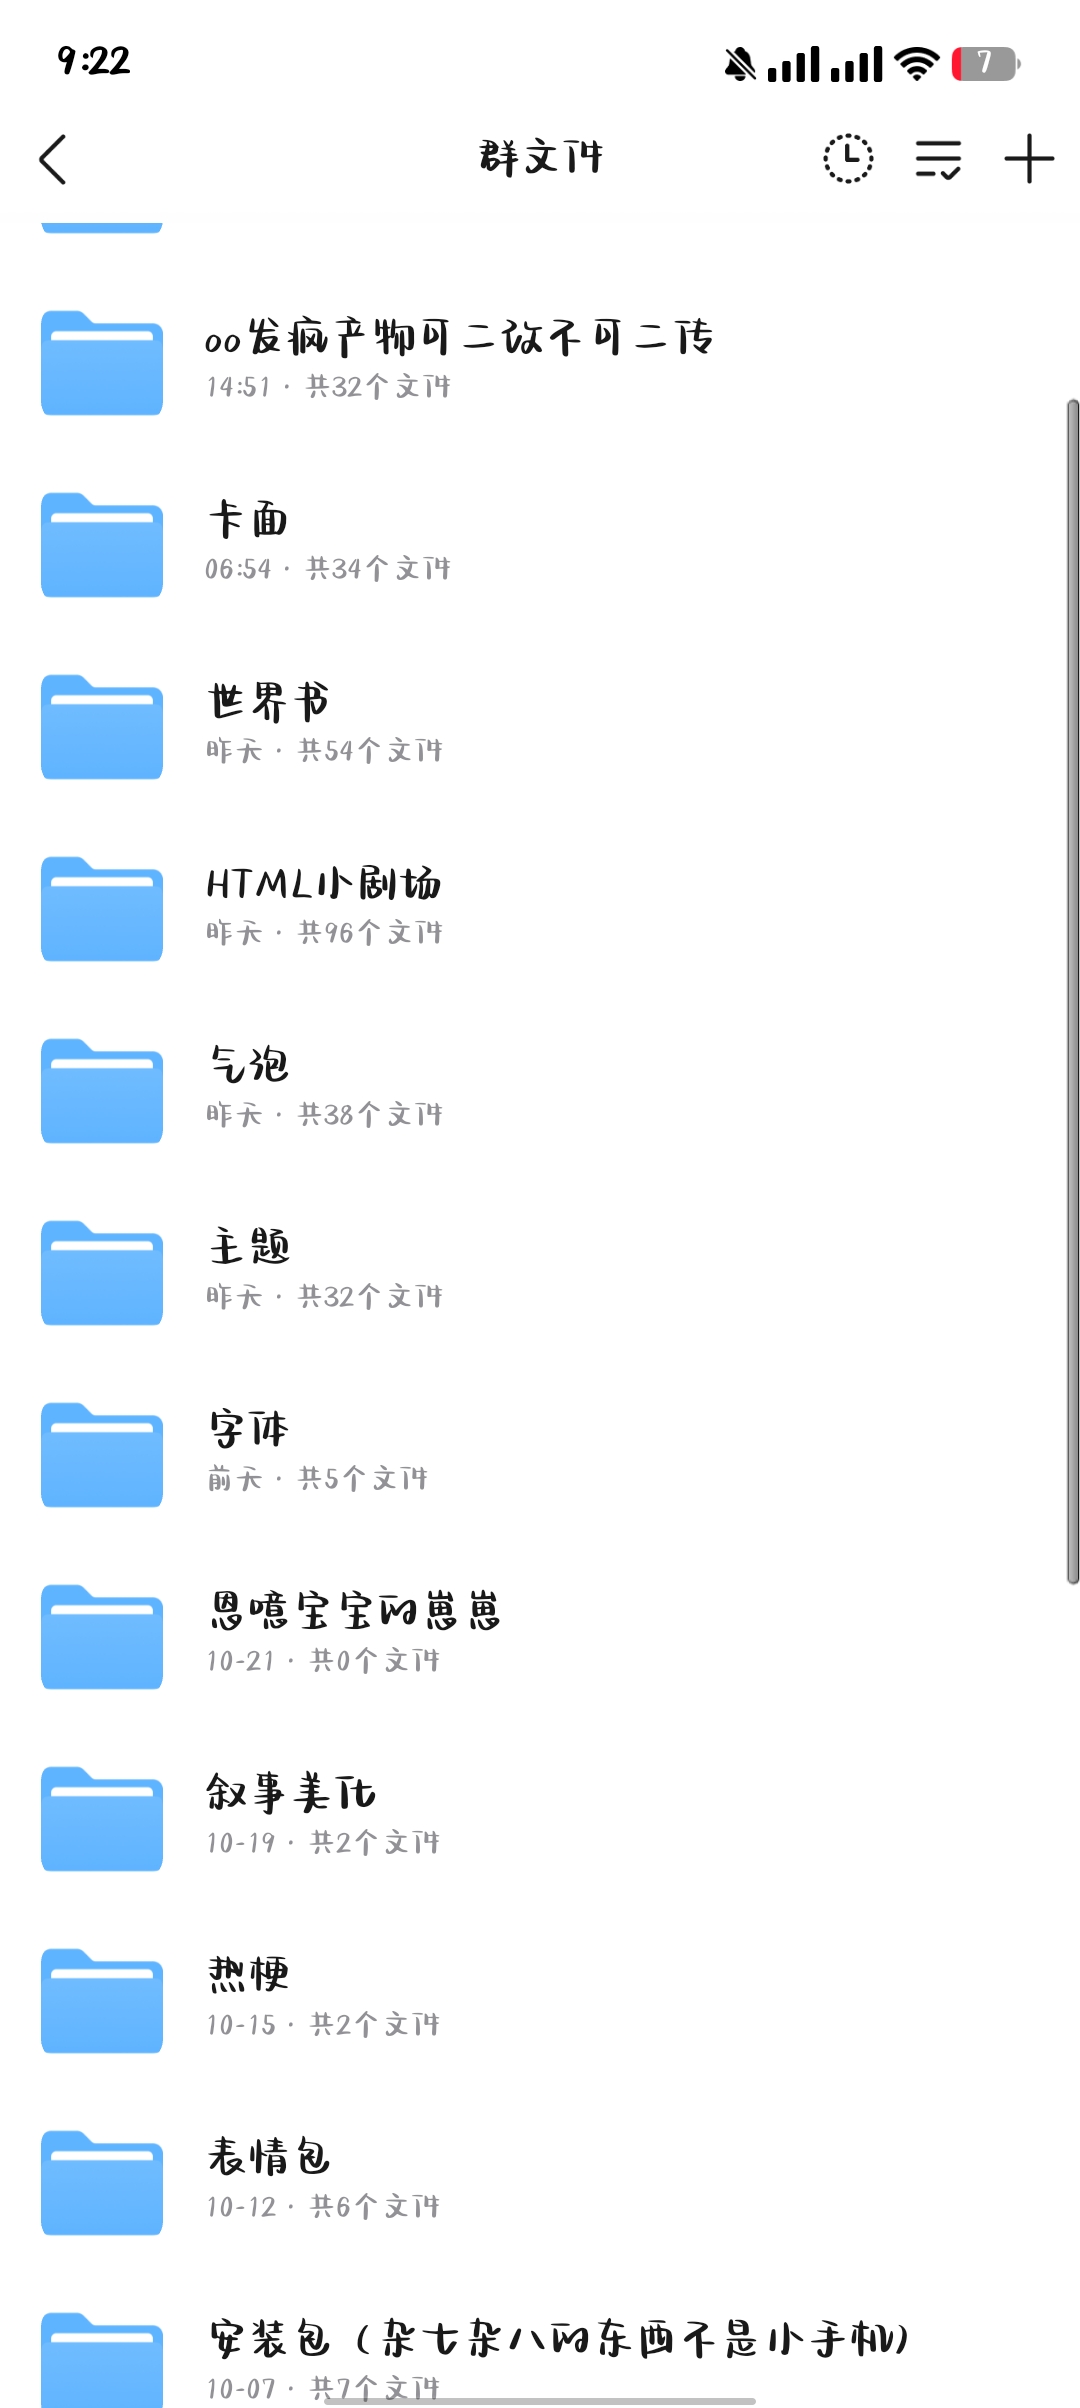 9:22
7
群文件
oo发疯产物可二改不可二传
14:51 · 共32个文件
卡面
06:54 · 共34个文件
世界书
昨天 · 共54个文件
HTML小剧场
昨天 · 共96个文件
气泡
昨天 · 共38个文件
主题
昨天 · 共32个文件
字体
前天 · 共5个文件
恩噫宝宝的崽崽
10-21 · 共0个文件
叙事美化
10-19 · 共2个文件
热梗
10-15 · 共2个文件
表情包
10-12 · 共6个文件
安装包（杂七杂八的东西不是小手机）
10-07 · 共7个文件